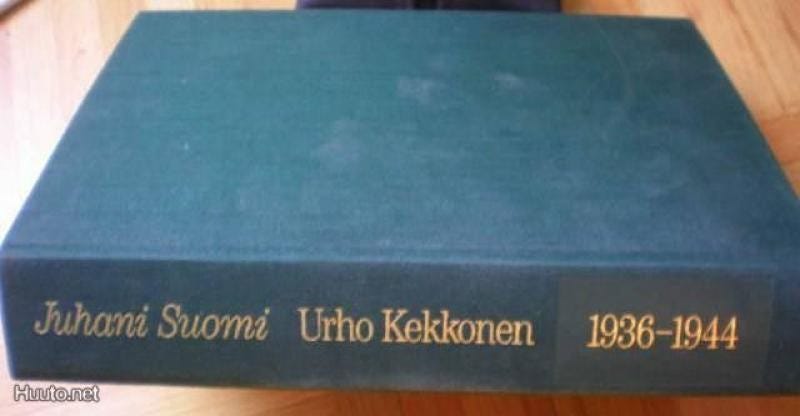 Juhani Suomi Urho Kekkonen 1936-1944
Huuto.net